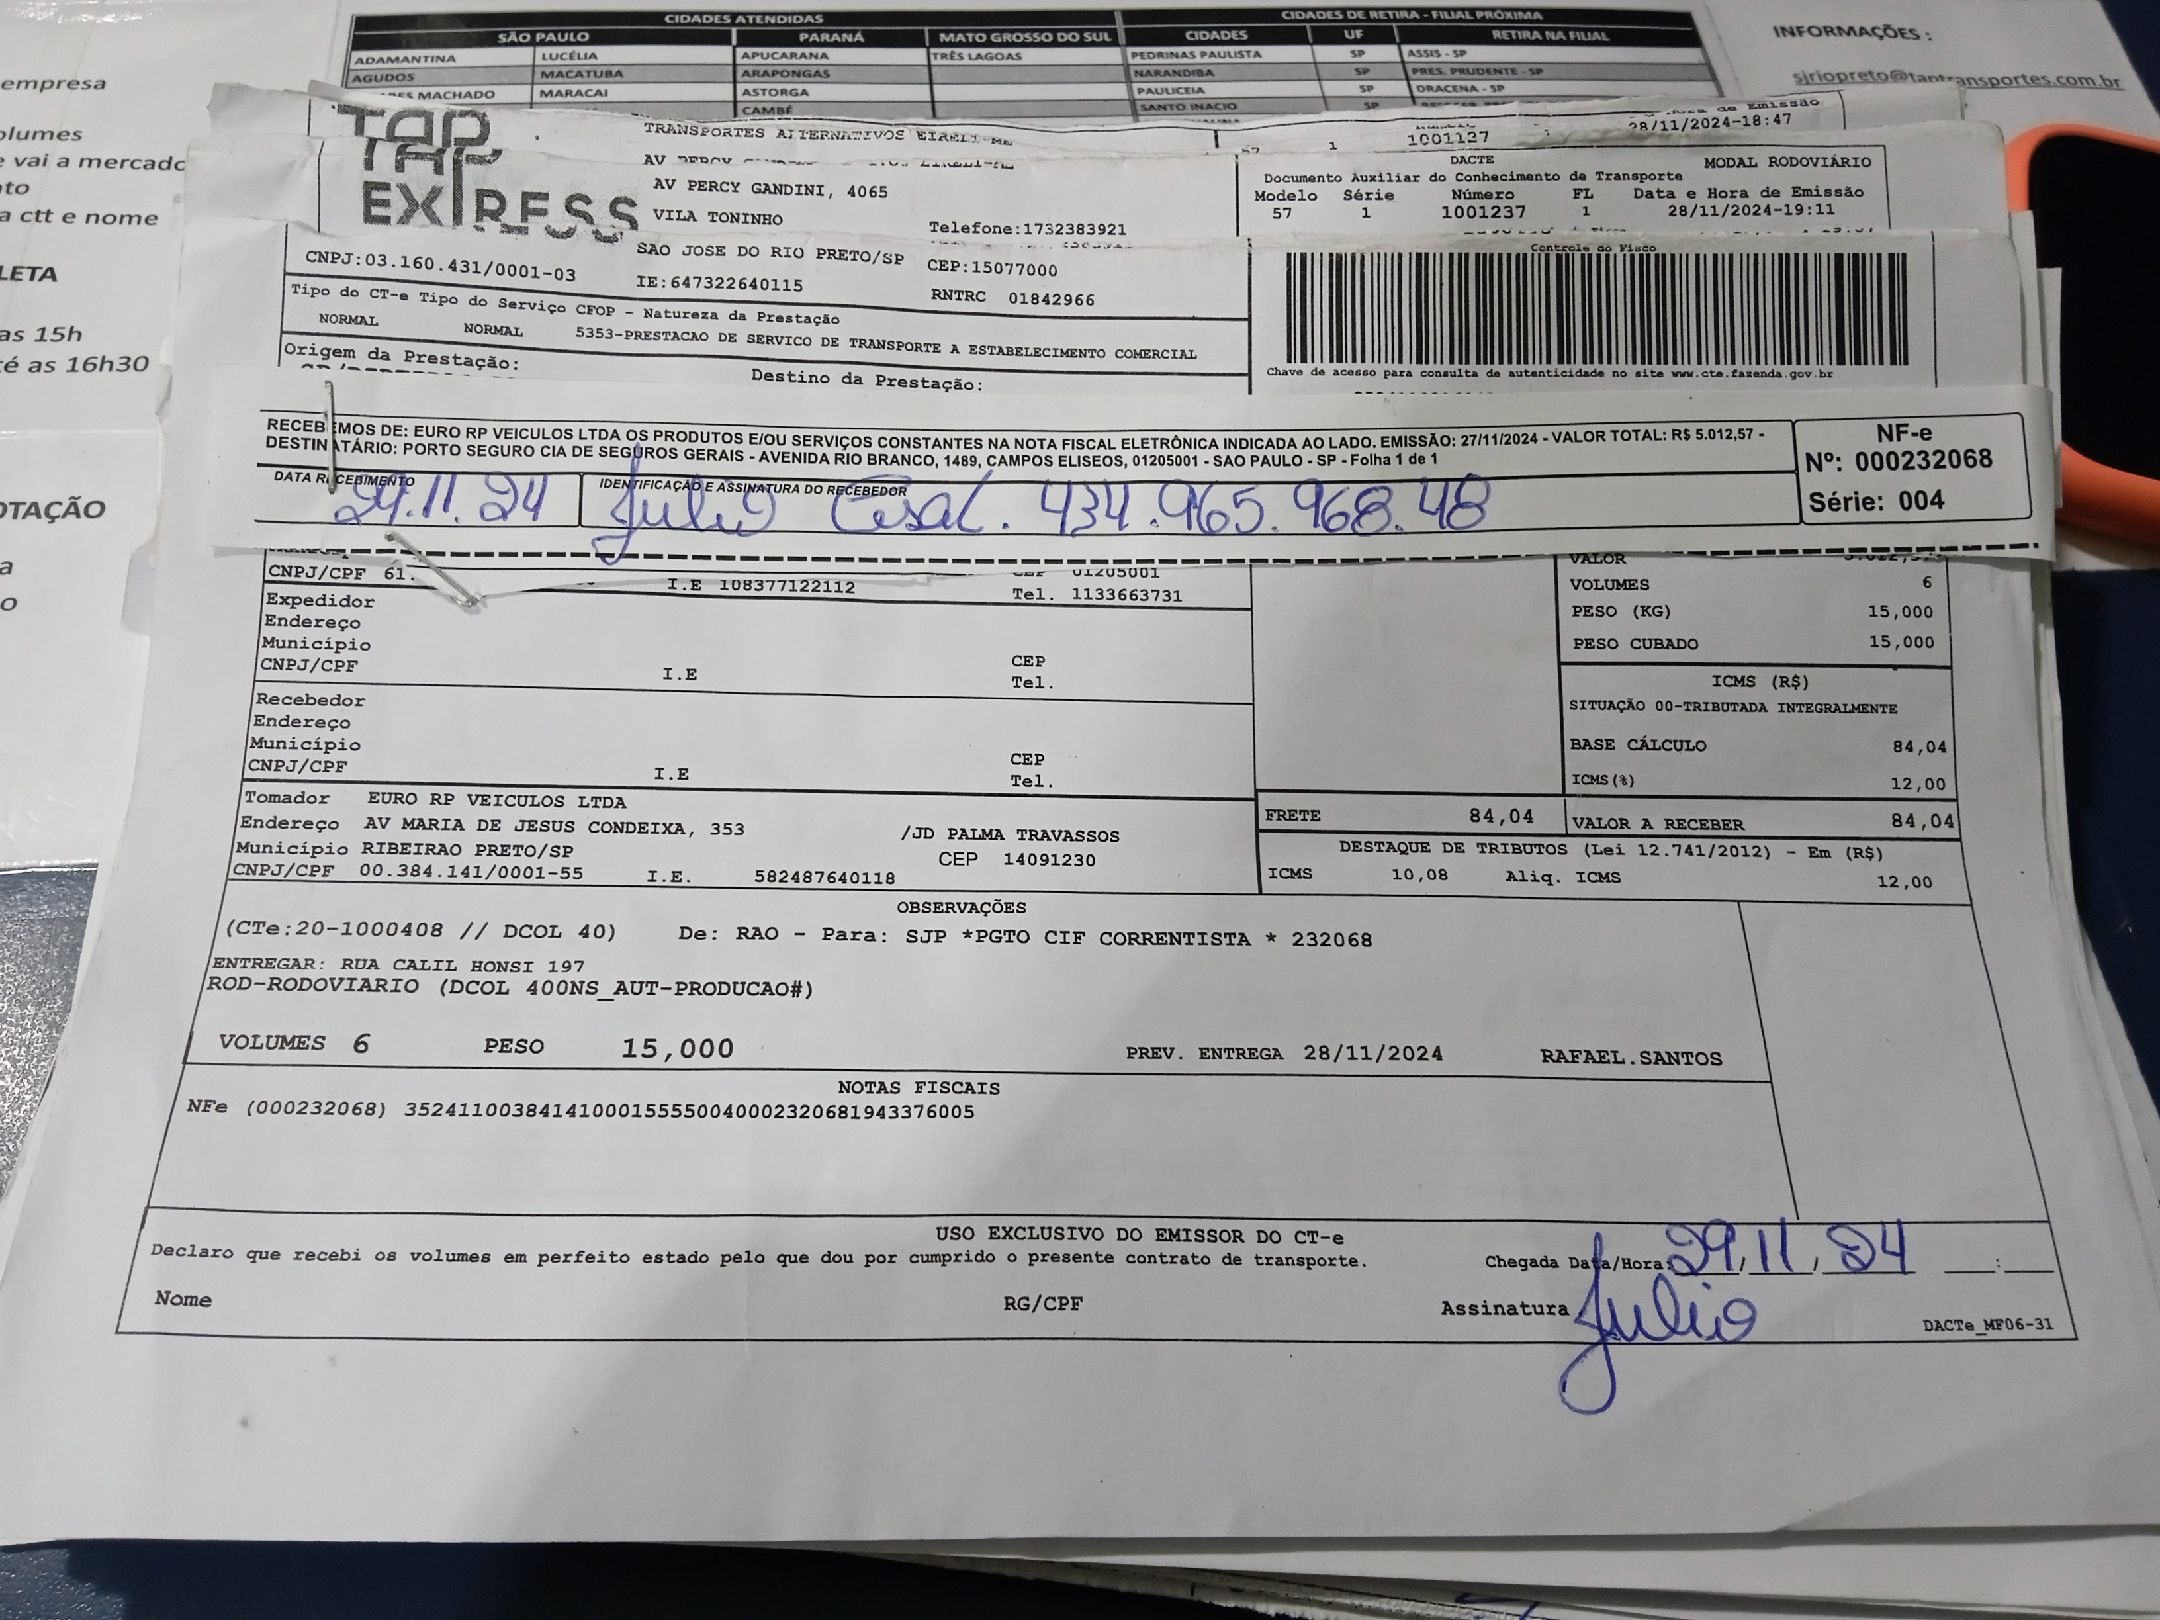 CIDADES ATENDIDAS
SÃO PAULO PARANÁ MATO GROSSO DO SUL
ADAMANTINA LUCÉLIA APUCARANA TRÊS LAGOAS
AGUDOS MACATUBA ARAPONGAS
MACHADO MARACAI ASTORGA
CAMBÉ
CIDADES DE RETIRA - FILIAL PRÓXIMA
CIDADES UF RETIRA NA FILIAL
PEDRINAS PAULISTA SP ASSIS - SP
NARANDIBA SP PRES. PRUDENTE - SP
PAULICEIA SP DRACENA - SP
SANTO INACIO SP
INFORMAÇÕES :
sjriopreto@tantransportes.com.br
empresa
olumes
e vai a mercado
to
a ctt e nome
LETA
as 15h
té as 16h30
OTAÇÃO
a
o
TRANSPORTES ALTERNATIVOS EIRELI-ME
1001127 1 28/11/2024-18:47
TAP
EXPRESS
AV PERCY GANDINI, 4065
VILA TONINHO Telefone:1732383921
DACTE MODAL RODOVIÁRIO
Documento Auxiliar do Conhecimento de Transporte
Modelo Série Número FL Data e Hora de Emissão
57 1 1001237 1 28/11/2024-19:11
SAO JOSE DO RIO PRETO/SP CEP:15077000
CNPJ:03.160.431/0001-03 IE:647322640115 RNTRC 01842966
Controle do Fisco
Tipo do CT-e Tipo do Serviço CFOP - Natureza da Prestação
NORMAL NORMAL 5353-PRESTACAO DE SERVICO DE TRANSPORTE A ESTABELECIMENTO COMERCIAL
Chave de acesso para consulta de autenticidade no site www.cte.fazenda.gov.br
Origem da Prestação: Destino da Prestação:
RECEBEMOS DE: EURO RP VEICULOS LTDA OS PRODUTOS E/OU SERVIÇOS CONSTANTES NA NOTA FISCAL ELETRÔNICA INDICADA AO LADO. EMISSÃO: 27/11/2024 - VALOR TOTAL: R$ 5.012,57 -
DESTINATÁRIO: PORTO SEGURO CIA DE SEGUROS GERAIS - AVENIDA RIO BRANCO, 1489, CAMPOS ELISEOS, 01205001 - SAO PAULO - SP - Folha 1 de 1
NF-e
Nº: 000232068
Série: 004
DATA RECEBIMENTO IDENTIFICAÇÃO E ASSINATURA DO RECEBEDOR
29.11.24 Julio Cesar. 434.965.968.48
CEP 01205001
CNPJ/CPF 61. I.E 108377122112 Tel. 1133663731
VALOR
VOLUMES 6
PESO (KG) 15,000
PESO CUBADO 15,000
Expedidor
Endereço
Município CEP
CNPJ/CPF I.E Tel.
Recebedor
Endereço
Município CEP
CNPJ/CPF I.E Tel.
ICMS (R$)
SITUAÇÃO 00-TRIBUTADA INTEGRALMENTE
BASE CÁLCULO 84,04
ICMS(%) 12,00
Tomador EURO RP VEICULOS LTDA
Endereço AV MARIA DE JESUS CONDEIXA, 353 /JD PALMA TRAVASSOS
Município RIBEIRAO PRETO/SP CEP 14091230
CNPJ/CPF 00.384.141/0001-55 I.E. 582487640118
FRETE 84,04 VALOR A RECEBER 84,04
DESTAQUE DE TRIBUTOS (Lei 12.741/2012) - Em (R$)
ICMS 10,08 Aliq. ICMS 12,00
OBSERVAÇÕES
(CTe:20-1000408 // DCOL 40) De: RAO - Para: SJP *PGTO CIF CORRENTISTA * 232068
ENTREGAR: RUA CALIL HONSI 197
ROD-RODOVIARIO (DCOL 400NS_AUT-PRODUCAO#)
VOLUMES 6 PESO 15,000 PREV. ENTREGA 28/11/2024 RAFAEL.SANTOS
NOTAS FISCAIS
NFe (000232068) 35241100384141000155550040002320681943376005
USO EXCLUSIVO DO EMISSOR DO CT-e
Declaro que recebi os volumes em perfeito estado pelo que dou por cumprido o presente contrato de transporte.
Chegada Data/Hora: 29/11/24 __:__
Nome RG/CPF Assinatura Julio
DACTe_MF06-31